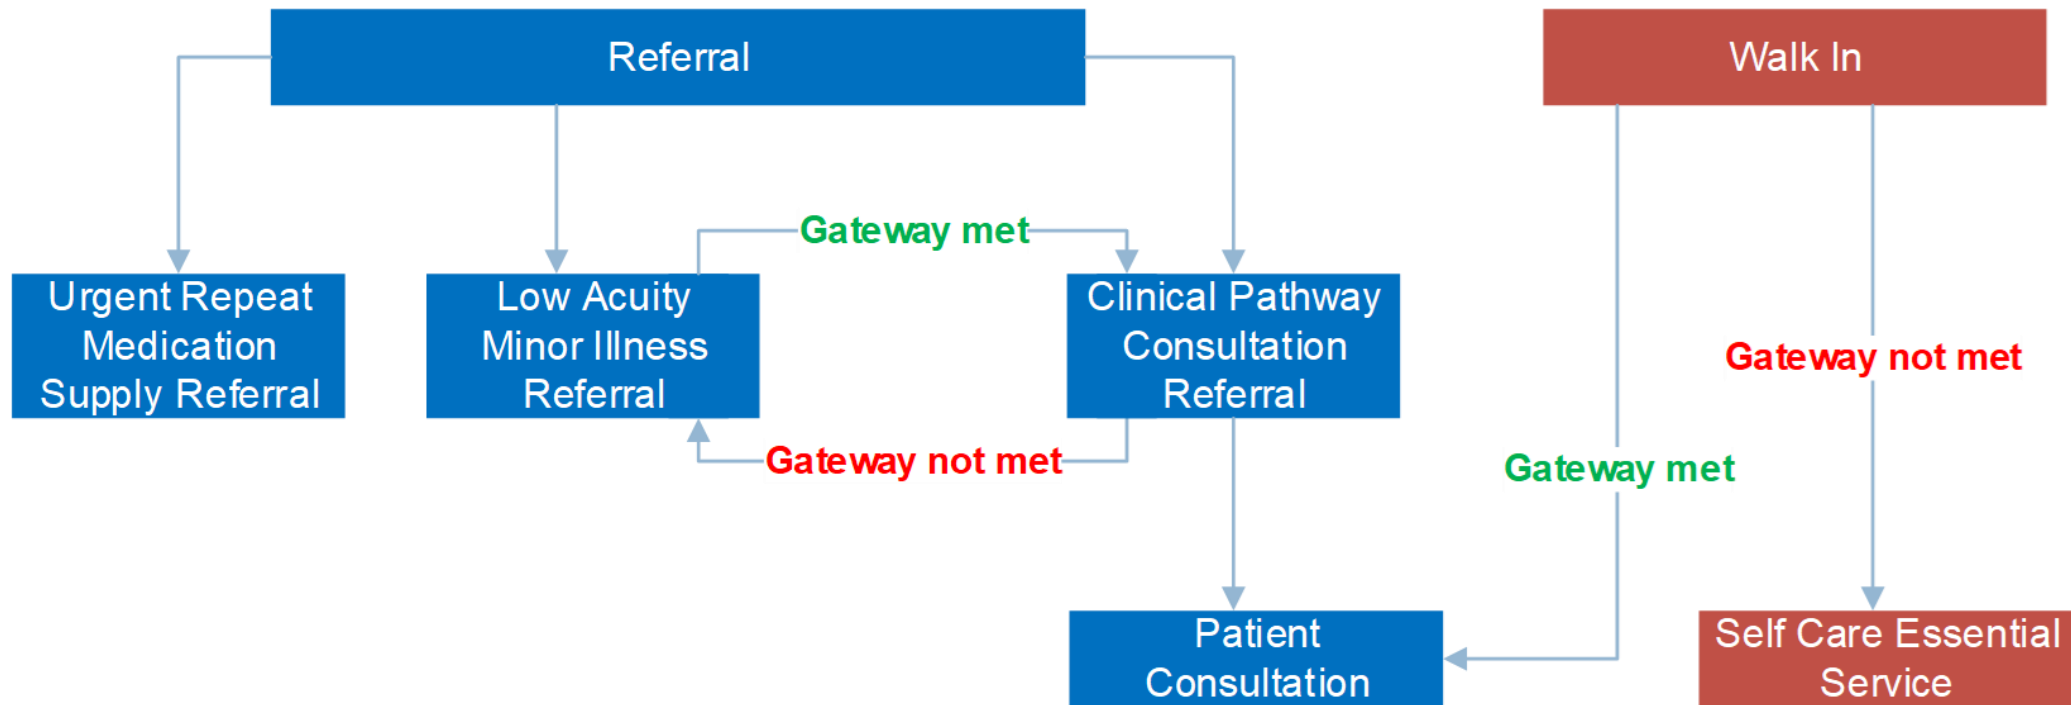 Referral
Walk In
Gateway met
Urgent Repeat
Medication
Supply Referral
Low Acuity
Minor Illness
Referral
Clinical Pathway
Consultation
Referral
Gateway not met
Gateway not met
Gateway met
Patient
Consultation
Self Care Essential
Service